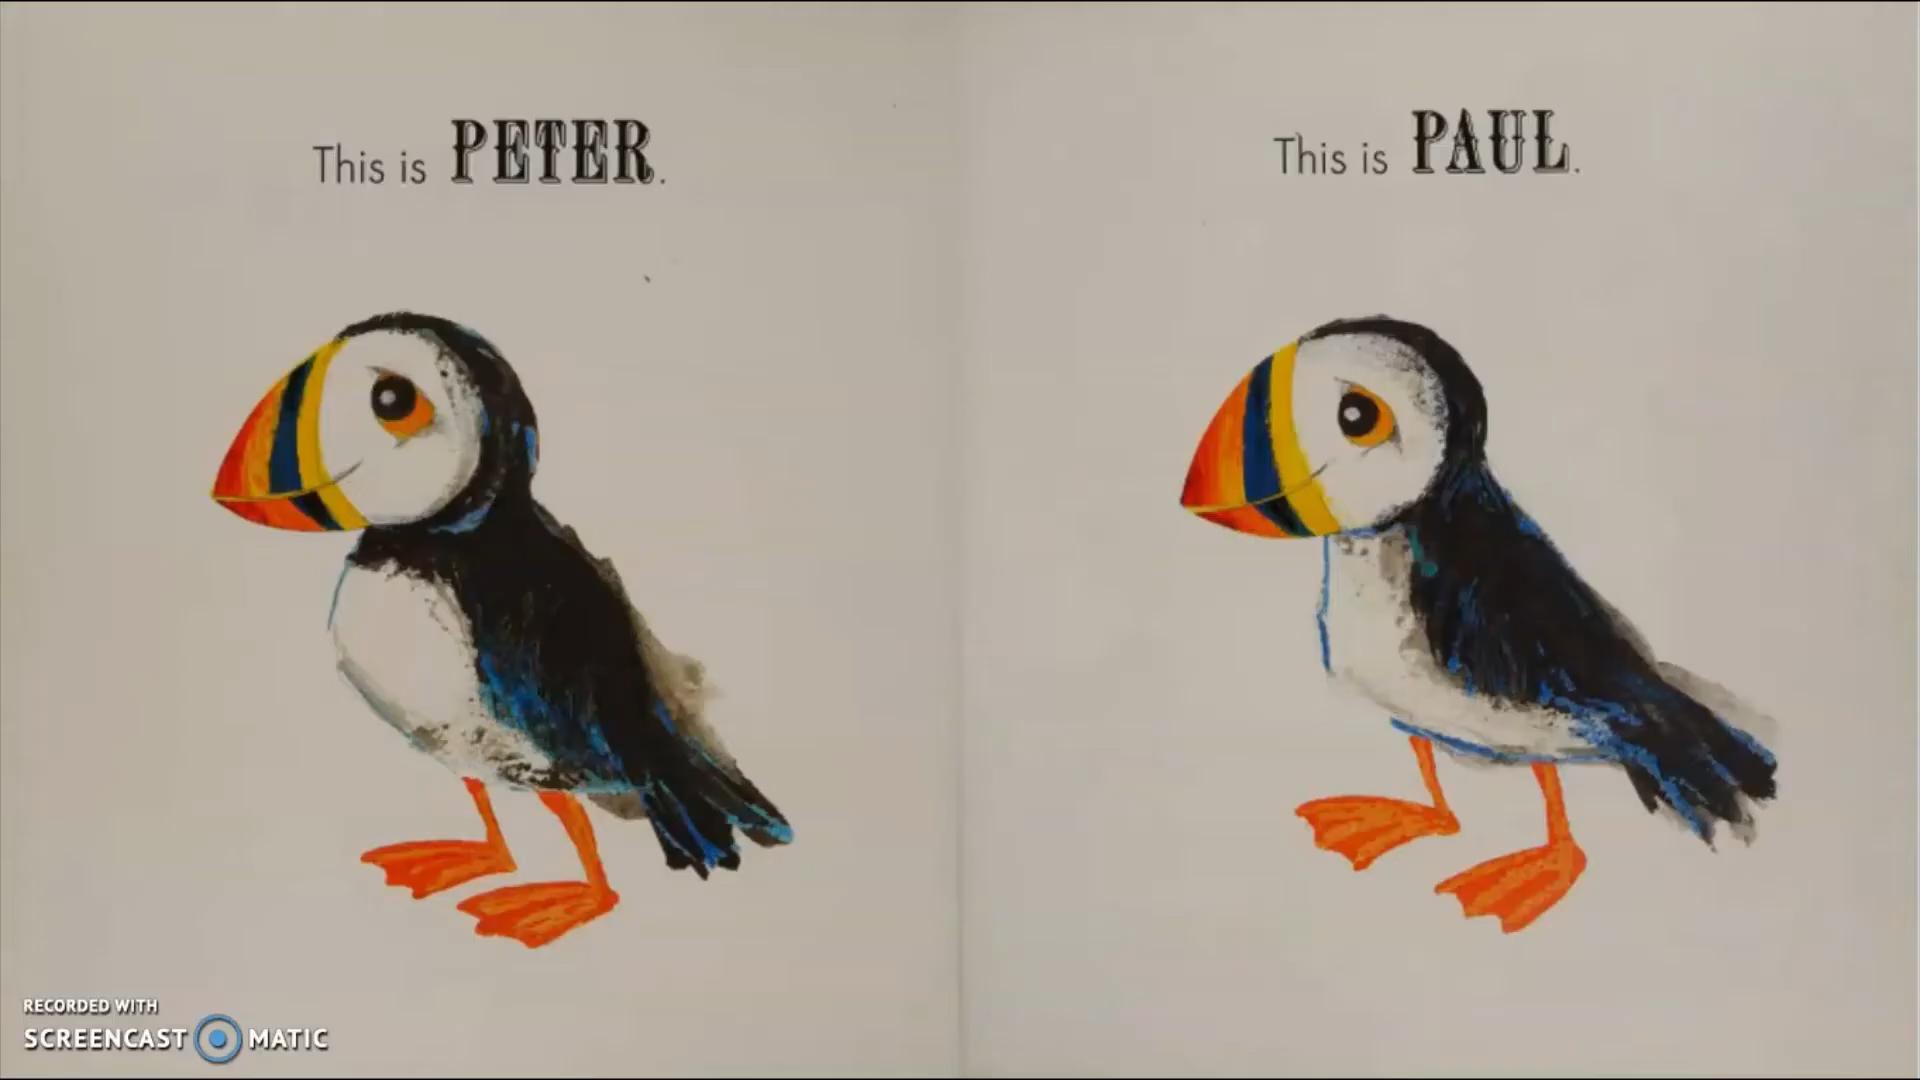 This is PETER.
This is PAUL.
RECORDED WITH
SCREENCAST MATIC